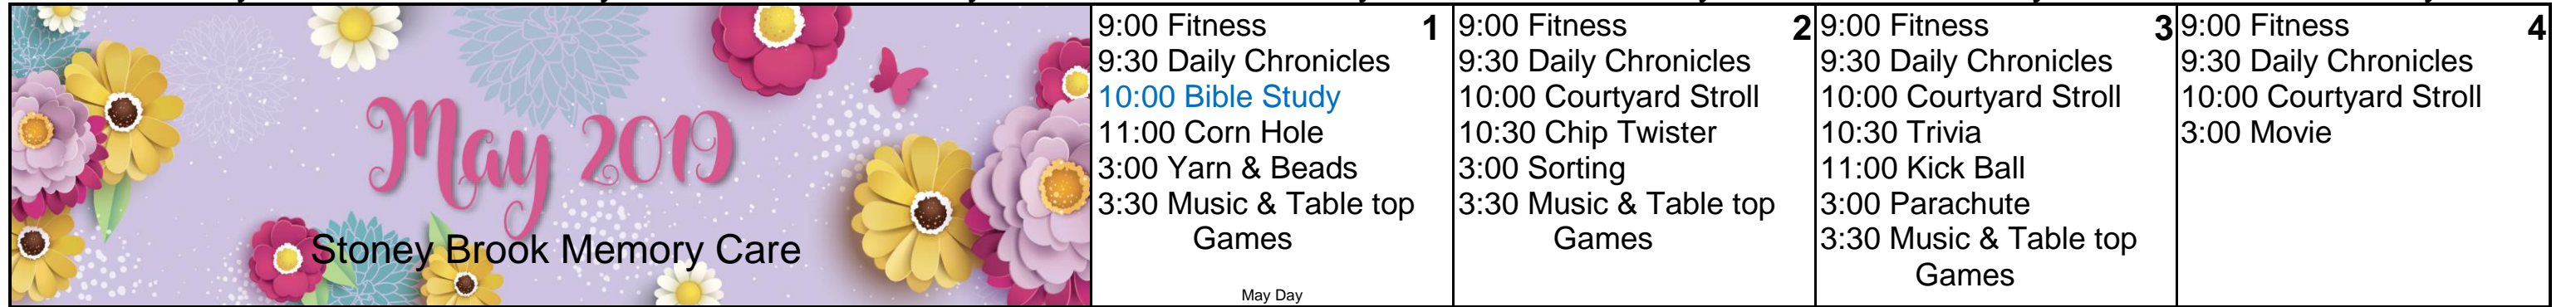 May 2019
Stoney Brook Memory Care
9:00 Fitness 1
9:30 Daily Chronicles
10:00 Bible Study
11:00 Corn Hole
3:00 Yarn & Beads
3:30 Music & Table top
Games
May Day
9:00 Fitness 2
9:30 Daily Chronicles
10:00 Courtyard Stroll
10:30 Chip Twister
3:00 Sorting
3:30 Music & Table top
Games
9:00 Fitness 3
9:30 Daily Chronicles
10:00 Courtyard Stroll
10:30 Trivia
11:00 Kick Ball
3:00 Parachute
3:30 Music & Table top
Games
9:00 Fitness 4
9:30 Daily Chronicles
10:00 Courtyard Stroll
3:00 Movie